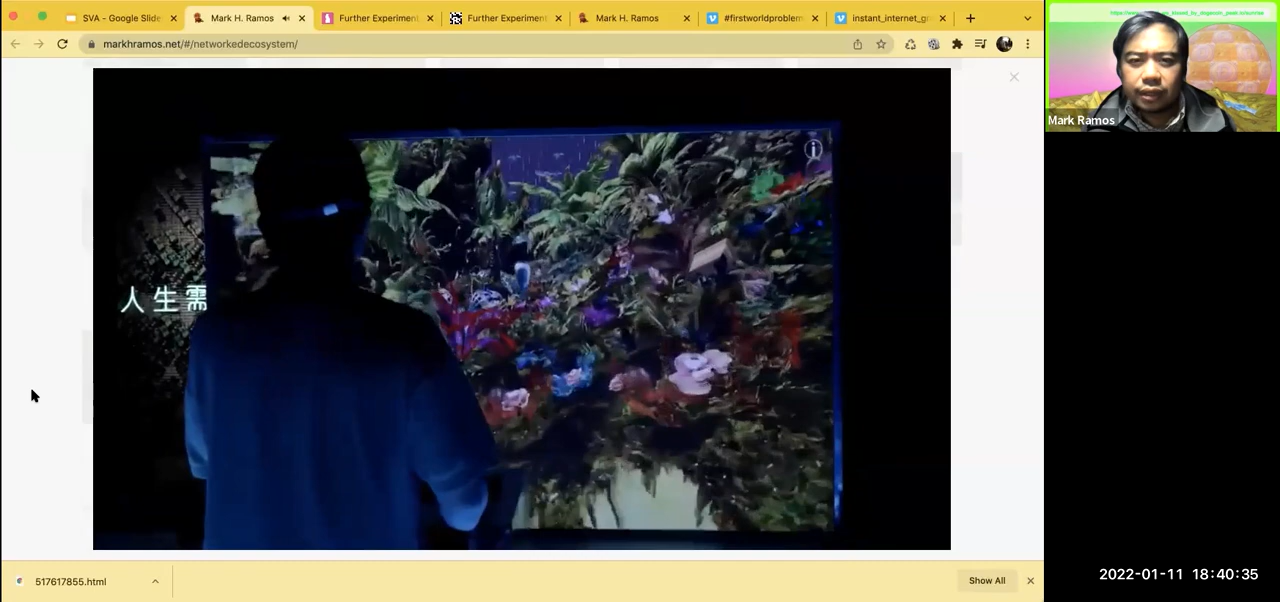 SVA - Google Slide
Mark H. Ramos
Further Experiment
Further Experiment
Mark H. Ramos
#firstworldproblem
instant_internet_gr
markhramos.net/#/networkedecosystem/
Mark Ramos
人生需
517617855.html
Show All
2022-01-11 18:40:35